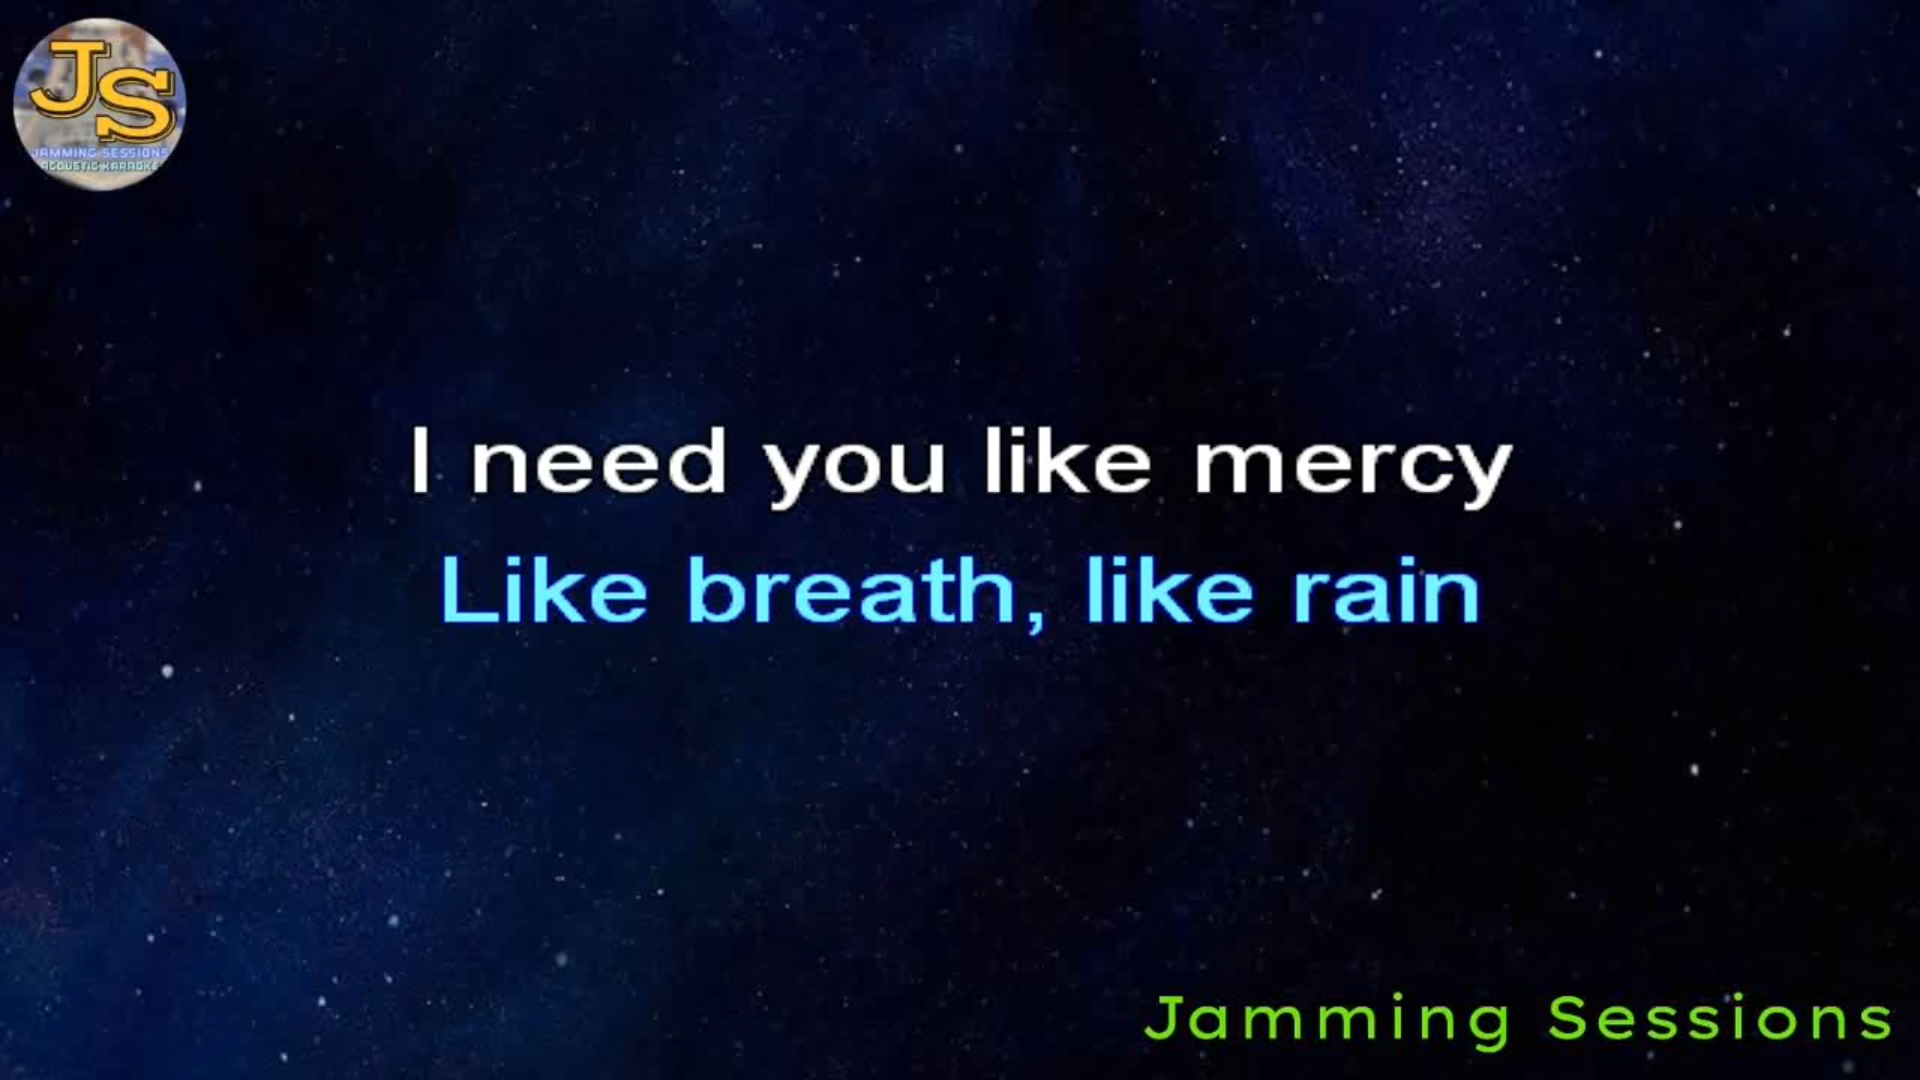 JS
JAMMING SESSIONS
ACOUSTIC KARAOKE
I need you like mercy
Like breath, like rain
Jamming Sessions